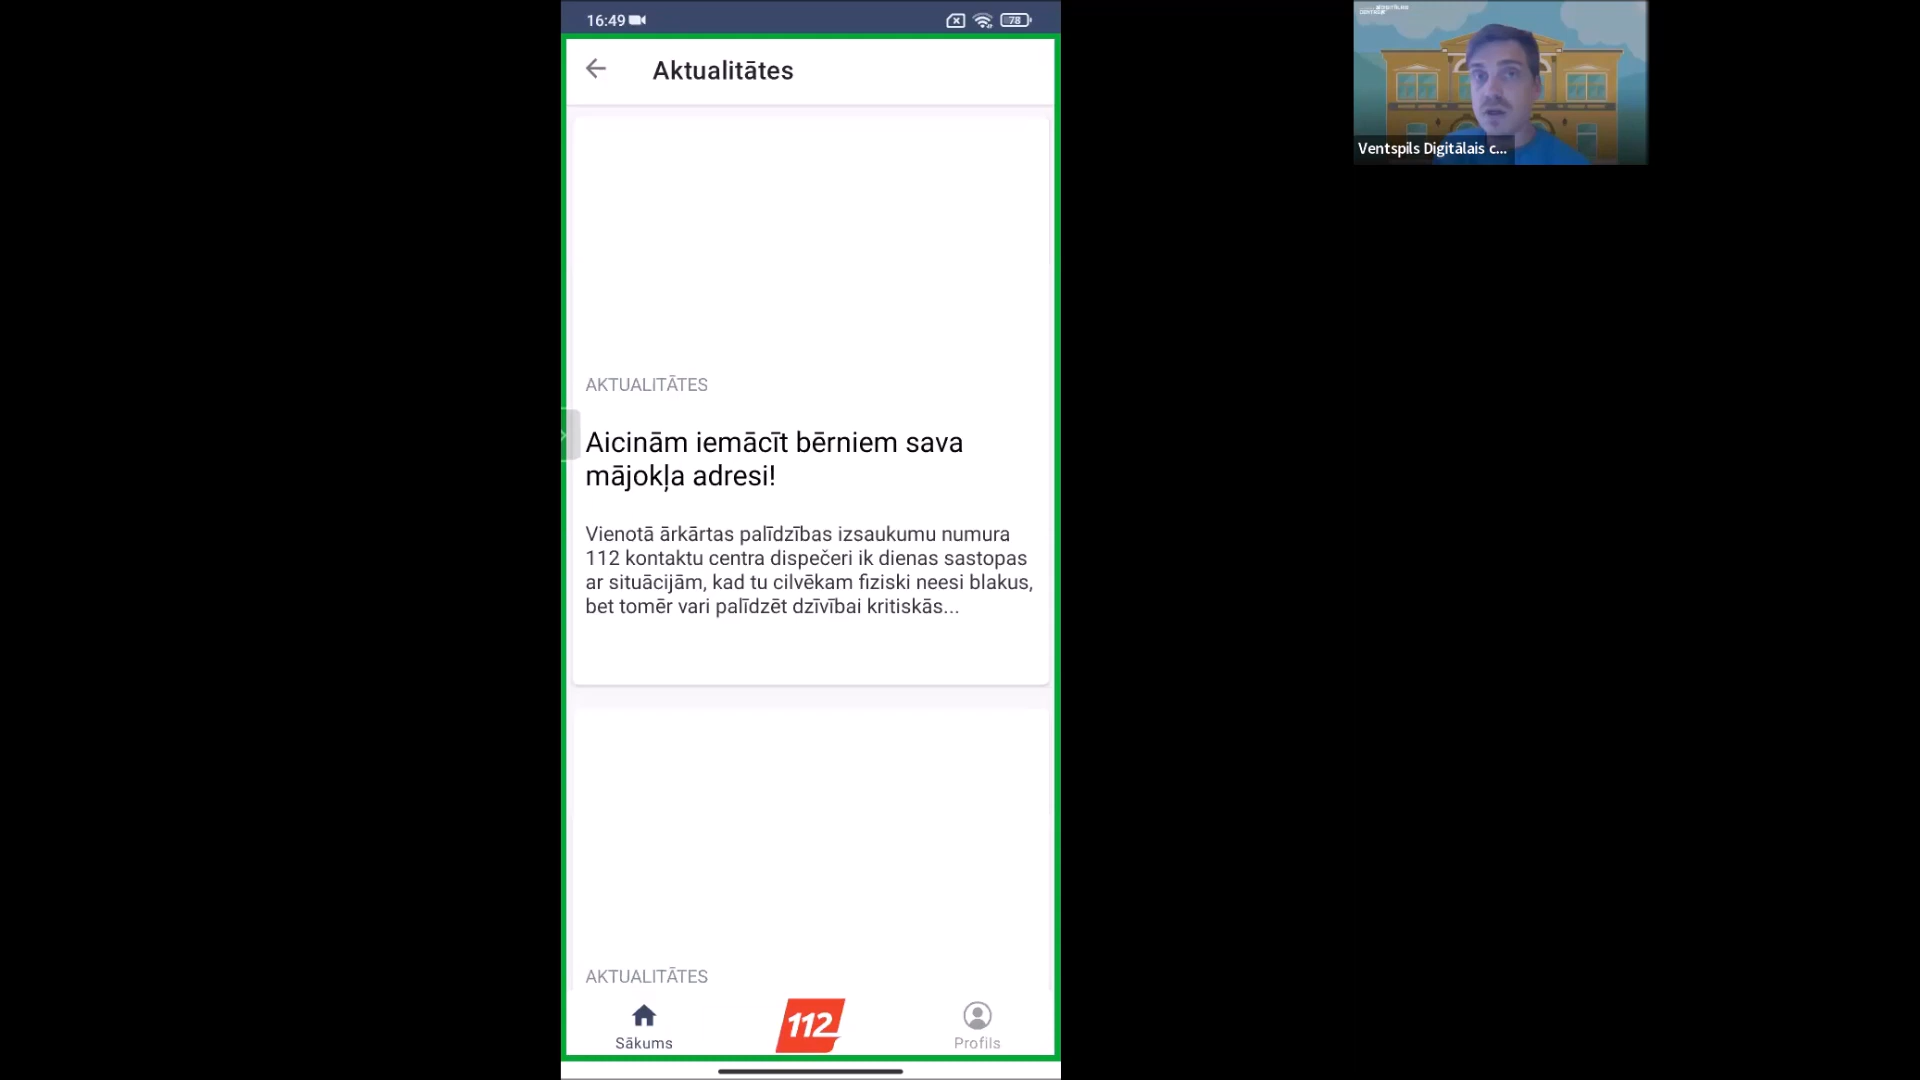 16:49
78
Aktualitātes
AKTUALITĀTES
Aicinām iemācīt bērniem sava
mājokļa adresi!
Vienotā ārkārtas palīdzības izsaukumu numura
112 kontaktu centra dispečeri ik dienas sastopas
ar situācijām, kad tu cilvēkam fiziski neesi blakus,
bet tomēr vari palīdzēt dzīvībai kritiskās...
AKTUALITĀTES
Sākums
112
Profils
Ventspils Digitālais c...